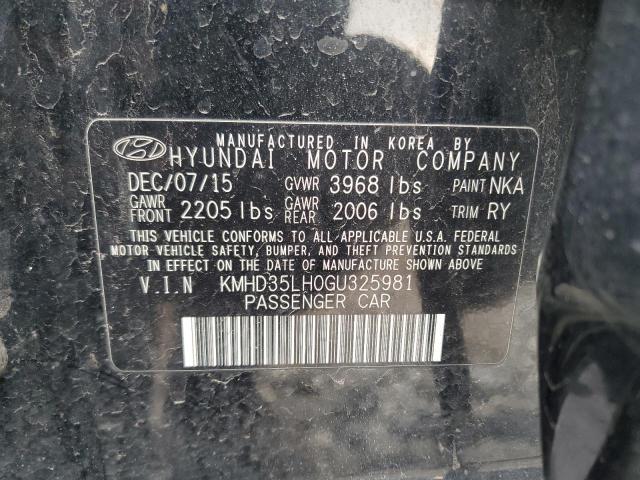 MANUFACTURED IN KOREA BY
HYUNDAI MOTOR COMPANY
DEC/07/15 GVWR 3968 lbs PAINT NKA
GAWR FRONT 2205 lbs GAWR REAR 2006 lbs TRIM RY
THIS VEHICLE CONFORMS TO ALL APPLICABLE U.S.A. FEDERAL
MOTOR VEHICLE SAFETY, BUMPER, AND THEFT PREVENTION STANDARDS
IN EFFECT ON THE DATE OF MANUFACTURE SHOWN ABOVE
V.I.N KMHD35LH0GU325981
PASSENGER CAR